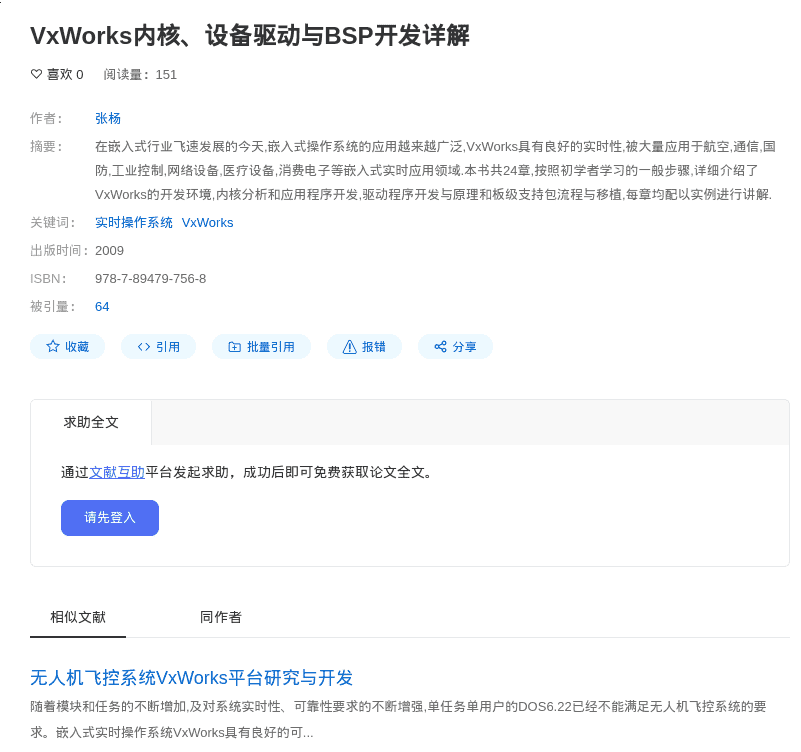 VxWorks内核、设备驱动与BSP开发详解
喜欢 0 阅读量：151
作者： 张杨
摘要： 在嵌入式行业飞速发展的今天,嵌入式操作系统的应用越来越广泛,VxWorks具有良好的实时性,被大量应用于航空,通信,国
防,工业控制,网络设备,医疗设备,消费电子等嵌入式实时应用领域.本书共24章,按照初学者学习的一般步骤,详细介绍了
VxWorks的开发环境,内核分析和应用程序开发,驱动程序开发与原理和板级支持包流程与移植,每章均配以实例进行讲解.
关键词： 实时操作系统 VxWorks
出版时间： 2009
ISBN： 978-7-89479-756-8
被引量： 64
收藏 引用 批量引用 报错 分享
求助全文
通过文献互助平台发起求助，成功后即可免费获取论文全文。
请先登入
相似文献 同作者
无人机飞控系统VxWorks平台研究与开发
随着模块和任务的不断增加,及对系统实时性、可靠性要求的不断增强,单任务单用户的DOS6.22已经不能满足无人机飞控系统的要
求。嵌入式实时操作系统VxWorks具有良好的可...